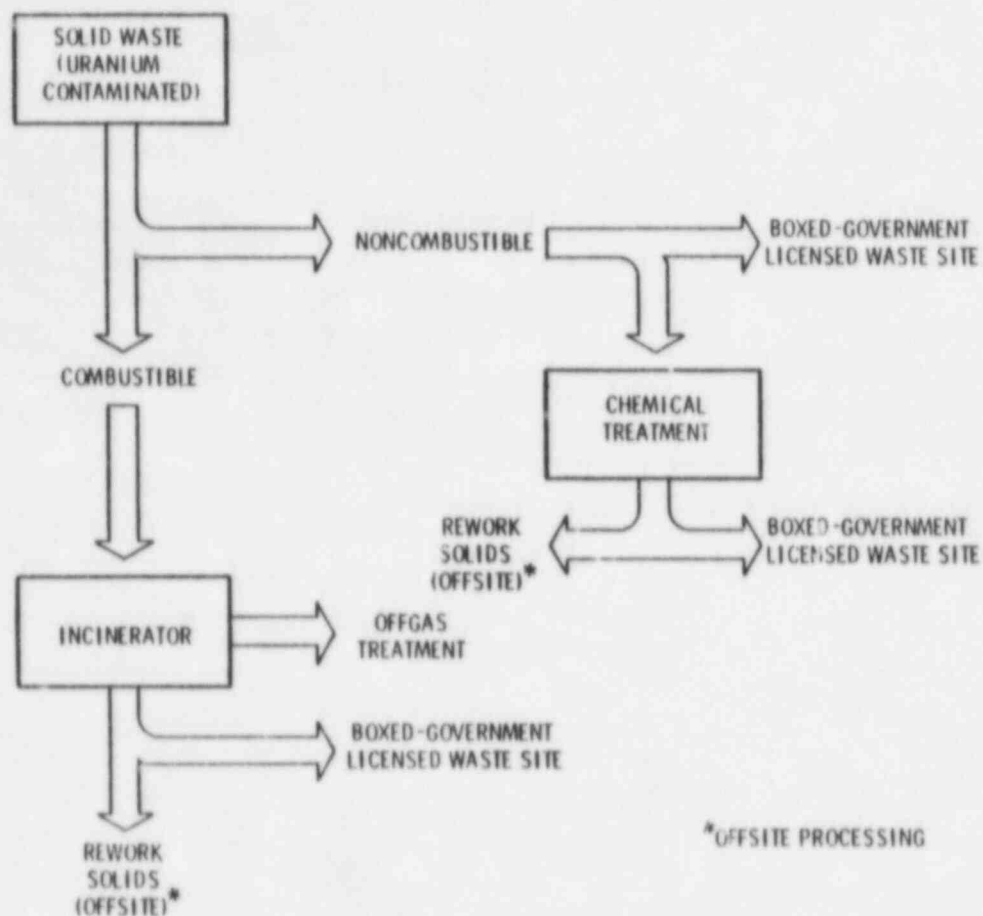 SOLID WASTE
(URANIUM
CONTAMINATED)
NONCOMBUSTIBLE
BOXED-GOVERNMENT
LICENSED WASTE SITE
COMBUSTIBLE
CHEMICAL
TREATMENT
REWORK
SOLIDS
(OFFSITE)*
BOXED-GOVERNMENT
LICENSED WASTE SITE
INCINERATOR
OFFGAS
TREATMENT
BOXED-GOVERNMENT
LICENSED WASTE SITE
REWORK
SOLIDS
(OFFSITE)*
*OFFSITE PROCESSING